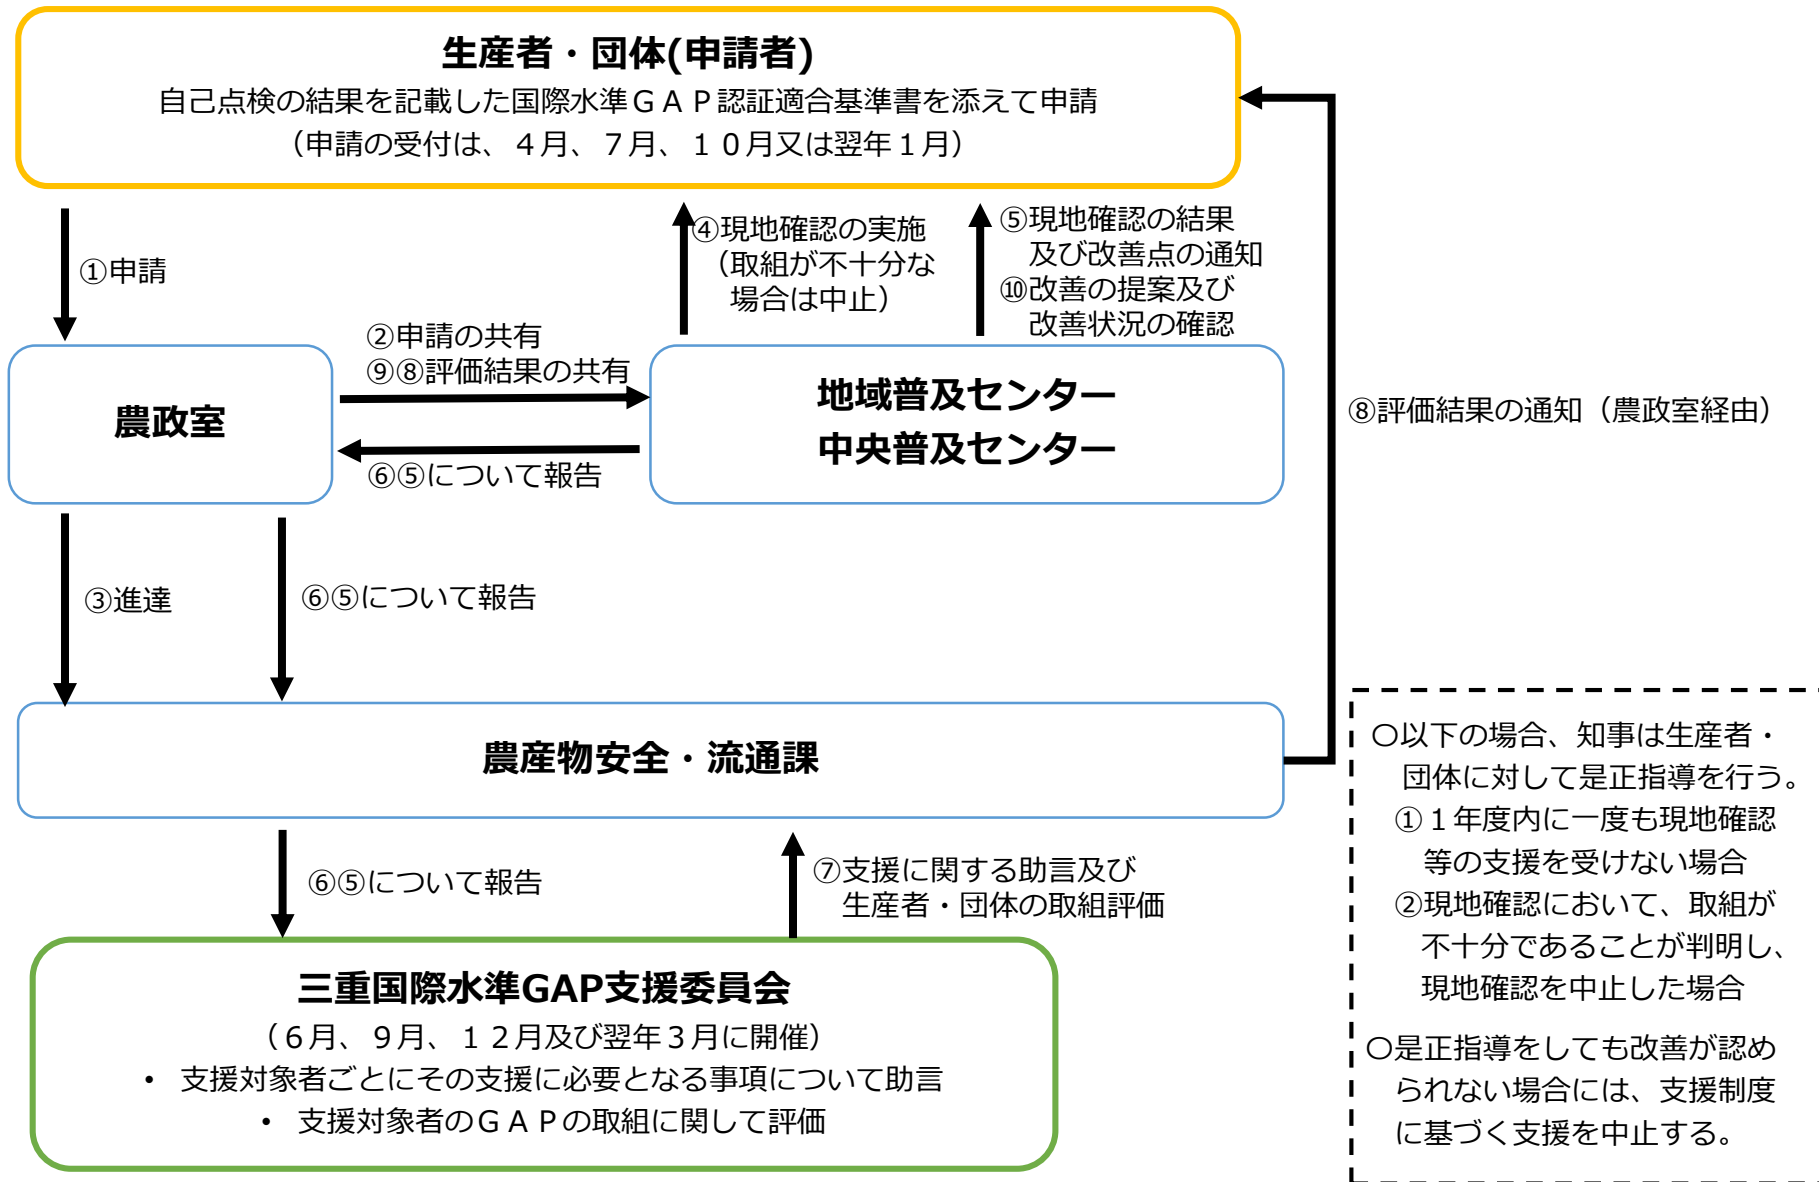 生産者・団体(申請者)
自己点検の結果を記載した国際水準ＧＡＰ認証適合基準書を添えて申請
（申請の受付は、４月、７月、１０月又は翌年１月）
①申請
④現地確認の実施
（取組が不十分な
場合は中止）
⑤現地確認の結果
及び改善点の通知
⑩改善の提案及び
改善状況の確認
②申請の共有
⑨⑧評価結果の共有
農政室
地域普及センター
中央普及センター
⑧評価結果の通知（農政室経由）
⑥⑤について報告
③進達
⑥⑤について報告
農産物安全・流通課
⑥⑤について報告
⑦支援に関する助言及び
生産者・団体の取組評価
三重国際水準GAP支援委員会
（６月、９月、１２月及び翌年３月に開催）
• 支援対象者ごとにその支援に必要となる事項について助言
• 支援対象者のＧＡＰの取組に関して評価
〇以下の場合、知事は生産者・
団体に対して是正指導を行う。
①１年度内に一度も現地確認
等の支援を受けない場合
②現地確認において、取組が
不十分であることが判明し、
現地確認を中止した場合
〇是正指導をしても改善が認め
られない場合には、支援制度
に基づく支援を中止する。